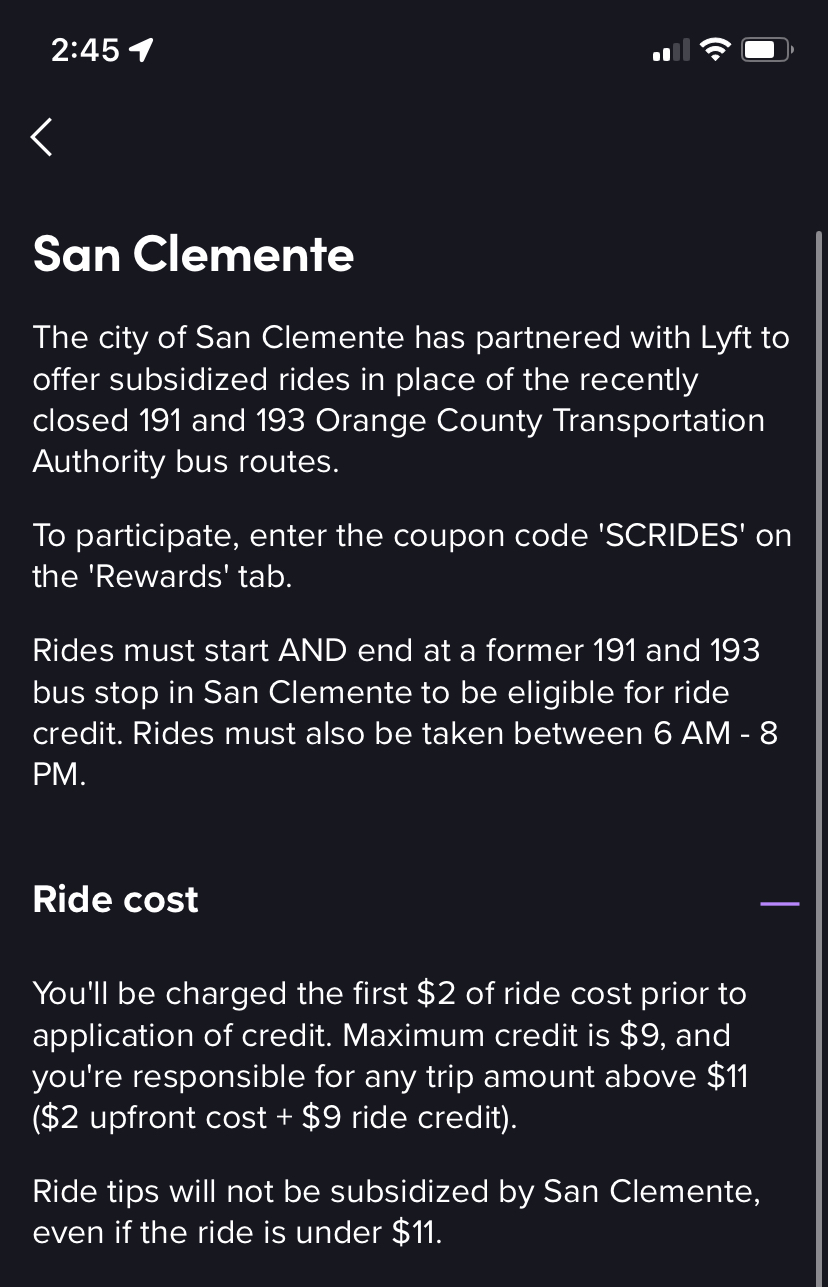 2:45
San Clemente
The city of San Clemente has partnered with Lyft to
offer subsidized rides in place of the recently
closed 191 and 193 Orange County Transportation
Authority bus routes.
To participate, enter the coupon code 'SCRIDES' on
the 'Rewards' tab.
Rides must start AND end at a former 191 and 193
bus stop in San Clemente to be eligible for ride
credit. Rides must also be taken between 6 AM - 8
PM.
Ride cost
You'll be charged the first $2 of ride cost prior to
application of credit. Maximum credit is $9, and
you're responsible for any trip amount above $11
($2 upfront cost + $9 ride credit).
Ride tips will not be subsidized by San Clemente,
even if the ride is under $11.